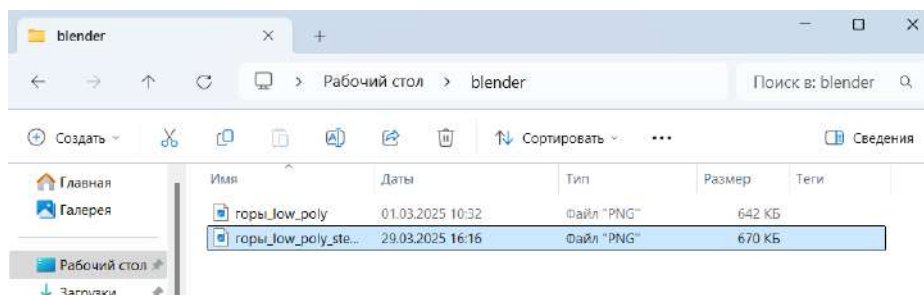 blender
Рабочий стол > blender
Поиск в: blender
Создать
Сортировать
Сведения
Главная
Галерея
Рабочий стол
Загрузки
Имя Даты Тип Размер Теги
горы_low_poly 01.03.2025 10:32 Файл "PNG" 642 КБ
горы_low_poly_ste... 29.03.2025 16:16 Файл "PNG" 670 КБ